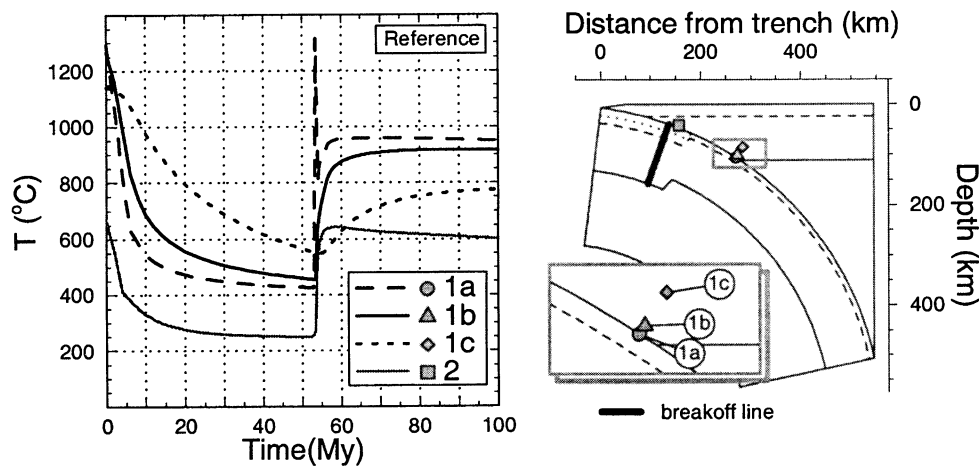 Reference
T (°C)
1200
1000
800
600
400
200
0
20
40
60
80
100
Time(My)
1a
1b
1c
2
Distance from trench (km)
0
200
400
0
200
400
Depth (km)
1c
1b
1a
breakoff line